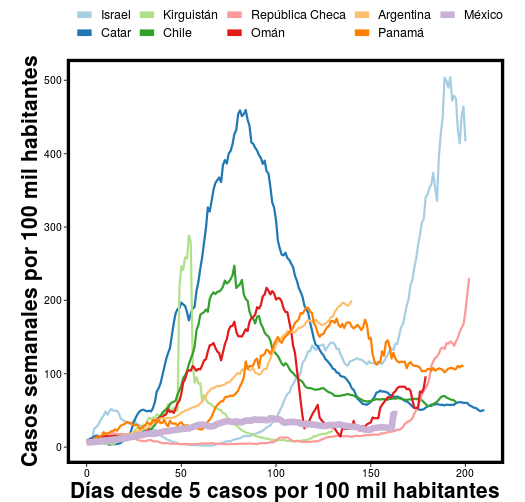 Israel Kirguistán República Checa Argentina México
Catar Chile Omán Panamá
Casos semanales por 100 mil habitantes
500
400
300
200
100
0
0 50 100 150 200
Días desde 5 casos por 100 mil habitantes